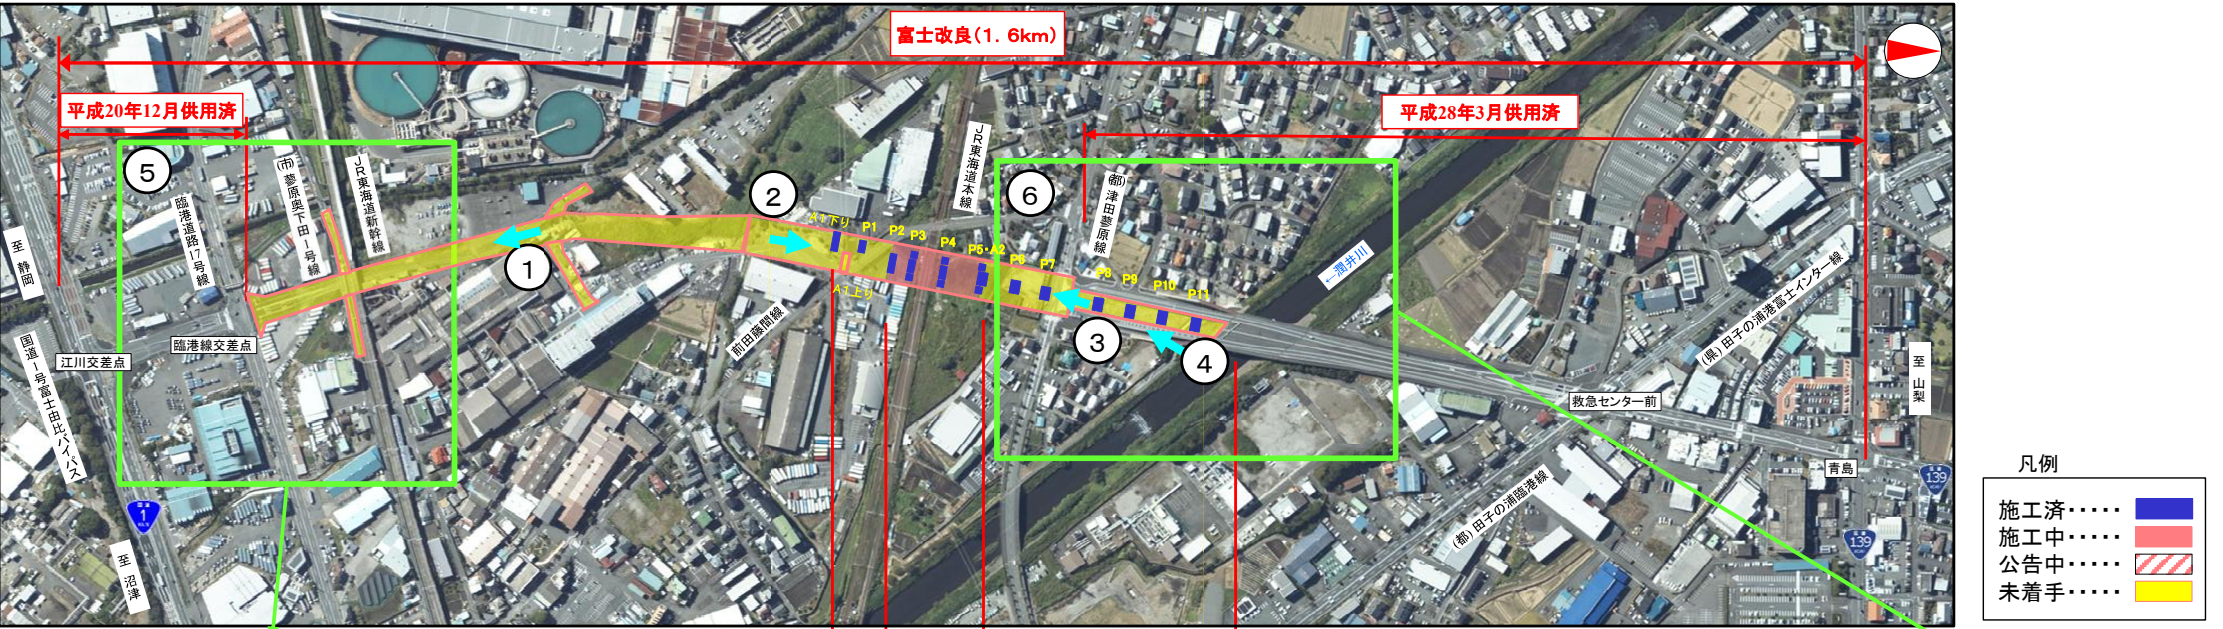 富士改良(1.6km)
平成20年12月供用済
平成28年3月供用済
⑤
②
⑥
①
③
④
至 静岡
臨港道路17号線
(市)蓼原奥下田1号線
JR東海道新幹線
JR東海道本線
(都)津田蓼原線
←潤井川
A1下り
P1
P2
P3
P4
P5・A2
P6
P7
P8
P9
P10
P11
A1上り
前田藤間線
臨港線交差点
江川交差点
国道1号富士由比バイパス
至 沼津
国道
1
(県)田子の浦港富士インター線
(都)田子の浦臨港線
救急センター前
青島
至 山梨
139
139
凡例
施工済・・・・・
施工中・・・・・
公告中・・・・・
未着手・・・・・